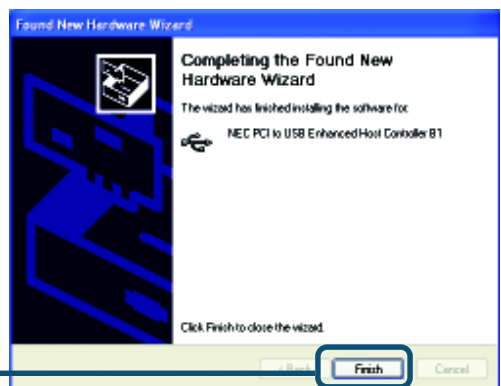 Found New Hardware Wizard
Completing the Found New
Hardware Wizard
The wizard has finished installing the software for:
NEC PCI to USB Enhanced Host Controller B1
Click Finish to close the wizard.
< Back
Finish
Cancel